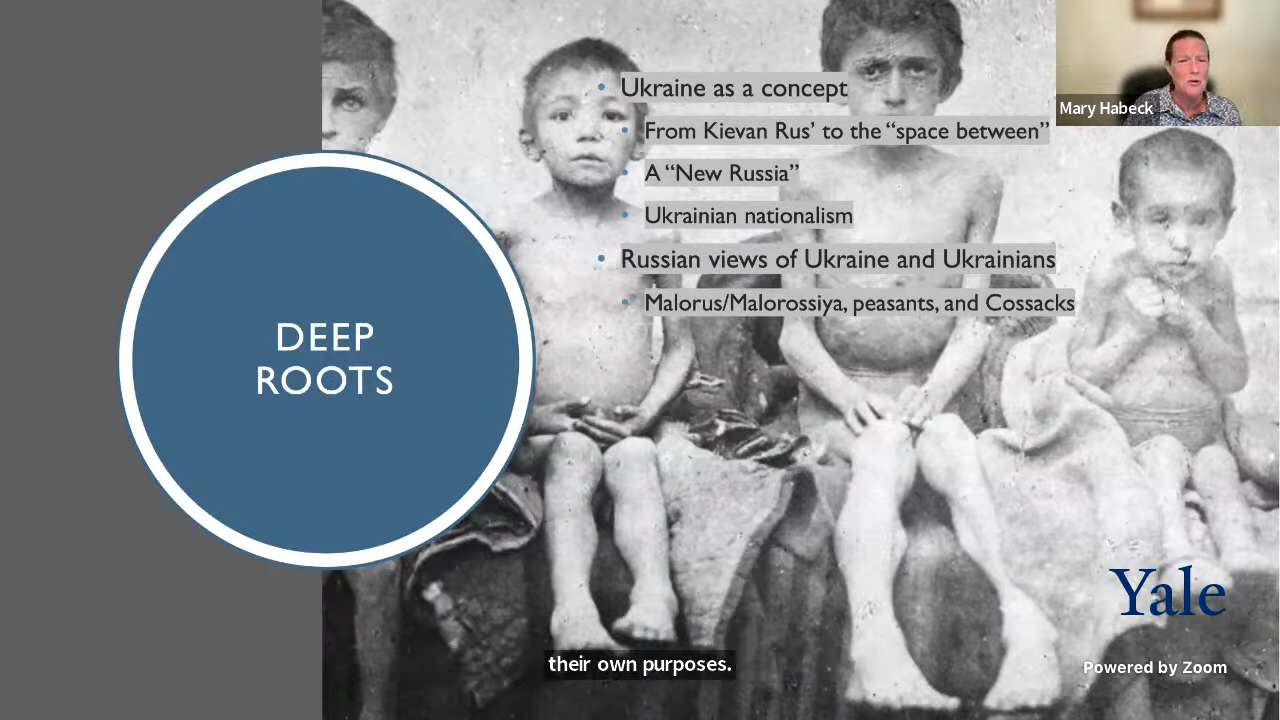 DEEP
ROOTS
Ukraine as a concept
From Kievan Rus’ to the “space between”
A “New Russia”
Ukrainian nationalism
Russian views of Ukraine and Ukrainians
Malorus/Malorossiya, peasants, and Cossacks
Mary Habeck
Yale
their own purposes.
Powered by Zoom